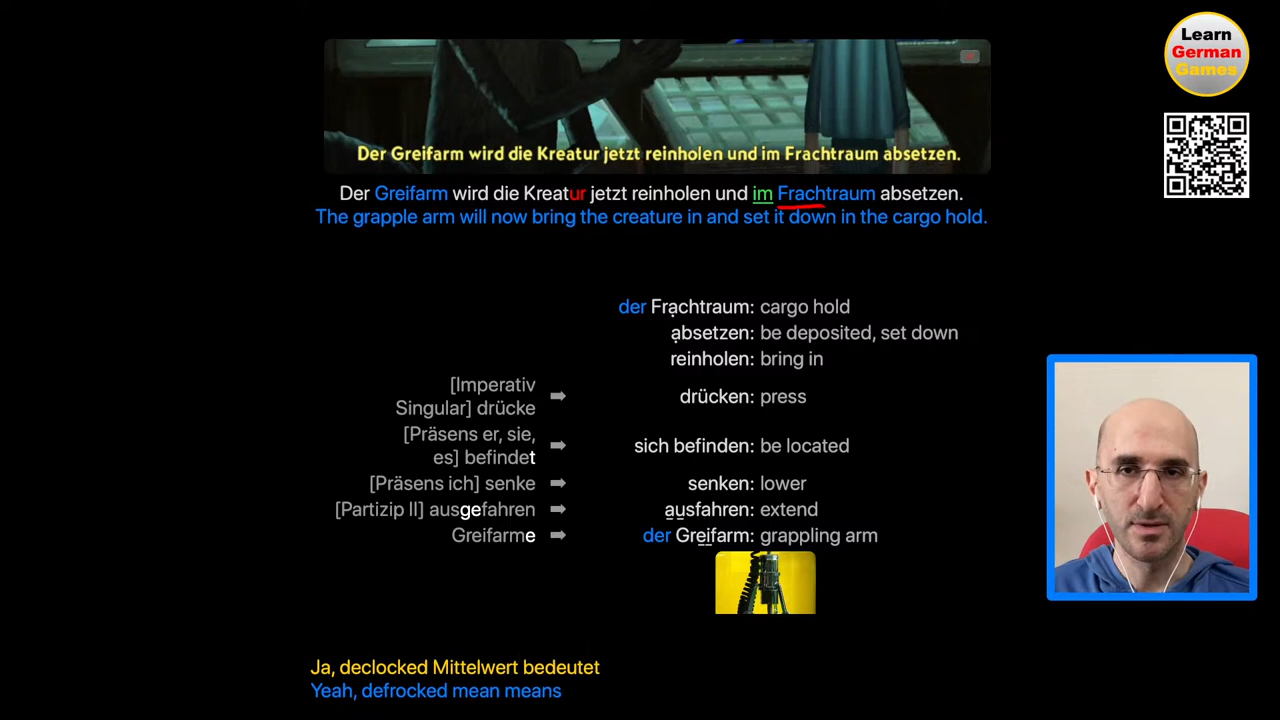 Learn
German
Games
Der Greifarm wird die Kreatur jetzt reinholen und im Frachtraum absetzen.
Der Greifarm wird die Kreatur jetzt reinholen und im Frachtraum absetzen.
The grapple arm will now bring the creature in and set it down in the cargo hold.
der Frachtraum: cargo hold
absetzen: be deposited, set down
reinholen: bring in
[Imperativ
Singular] drücke ➡ drücken: press
[Präsens er, sie,
es] befindet ➡ sich befinden: be located
[Präsens ich] senke ➡ senken: lower
[Partizip II] ausgefahren ➡ ausfahren: extend
Greifarme ➡ der Greifarm: grappling arm
Ja, declocked Mittelwert bedeutet
Yeah, defrocked mean means